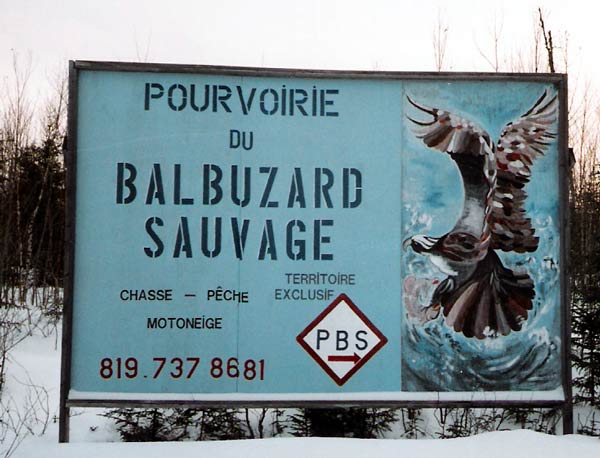 POURVOIRIE
DU
BALBUZARD
SAUVAGE
TERRITOIRE
EXCLUSIF
CHASSE – PÊCHE
MOTONEIGE
PBS
819.737 8681